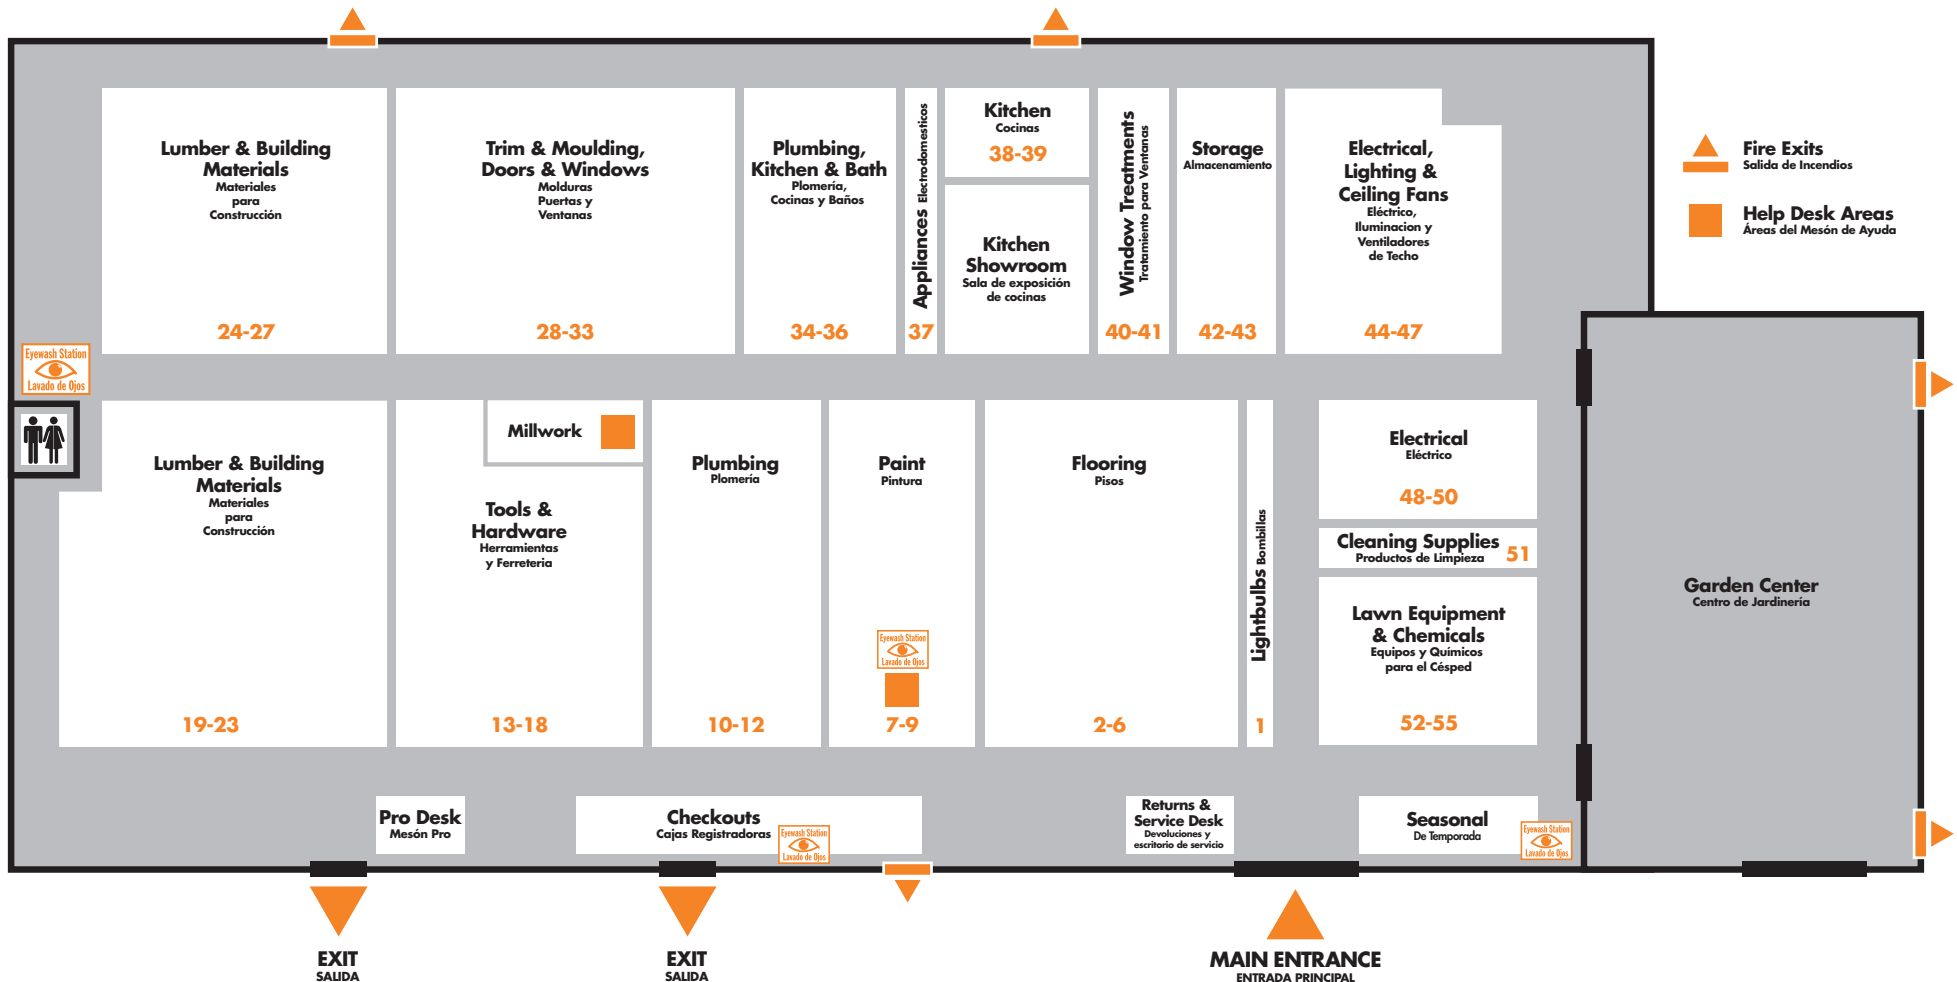 Lumber & Building
Materials
Materiales
para
Construcción
24-27
Trim & Moulding,
Doors & Windows
Molduras
Puertas y
Ventanas
28-33
Plumbing,
Kitchen & Bath
Plomería,
Cocinas y Baños
34-36
Appliances Electrodomesticos
37
Kitchen
Cocinas
38-39
Kitchen
Showroom
Sala de exposición
de cocinas
Window Treatments
Tratamiento para Ventanas
40-41
Storage
Almacenamiento
42-43
Electrical,
Lighting &
Ceiling Fans
Eléctrico,
Iluminacion y
Ventiladores
de Techo
44-47
Fire Exits
Salida de Incendios
Help Desk Areas
Áreas del Mesón de Ayuda
Eyewash Station
Lavado de Ojos
Lumber & Building
Materials
Materiales
para
Construcción
19-23
Millwork
Tools &
Hardware
Herramientas
y Ferreteria
13-18
Plumbing
Plomería
10-12
Paint
Pintura
Eyewash Station
Lavado de Ojos
7-9
Flooring
Pisos
2-6
Lightbulbs Bombillas
1
Electrical
Eléctrico
48-50
Cleaning Supplies
Productos de Limpieza
51
Lawn Equipment
& Chemicals
Equipos y Químicos
para el Césped
52-55
Garden Center
Centro de Jardinería
Pro Desk
Mesón Pro
Checkouts
Cajas Registradoras
Eyewash Station
Lavado de Ojos
Returns &
Service Desk
Devoluciones y
escritorio de servicio
Seasonal
De Temporada
Eyewash Station
Lavado de Ojos
EXIT
SALIDA
EXIT
SALIDA
MAIN ENTRANCE
ENTRADA PRINCIPAL